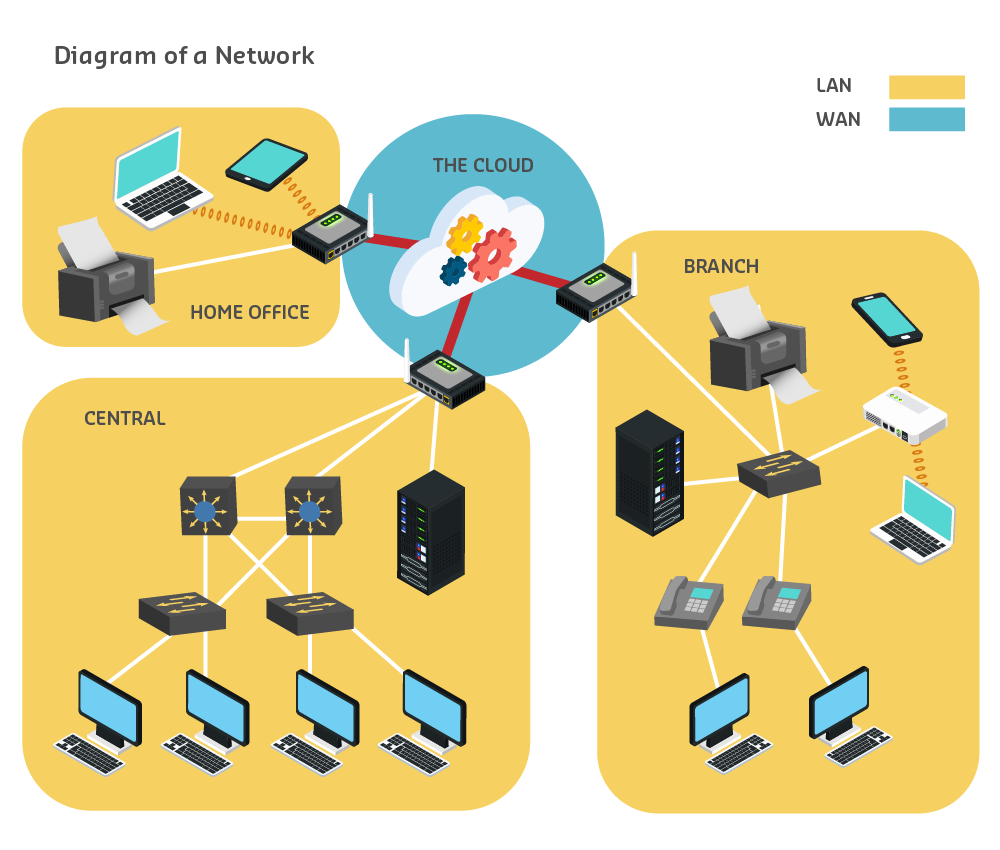 Diagram of a Network
LAN
WAN
THE CLOUD
HOME OFFICE
BRANCH
CENTRAL